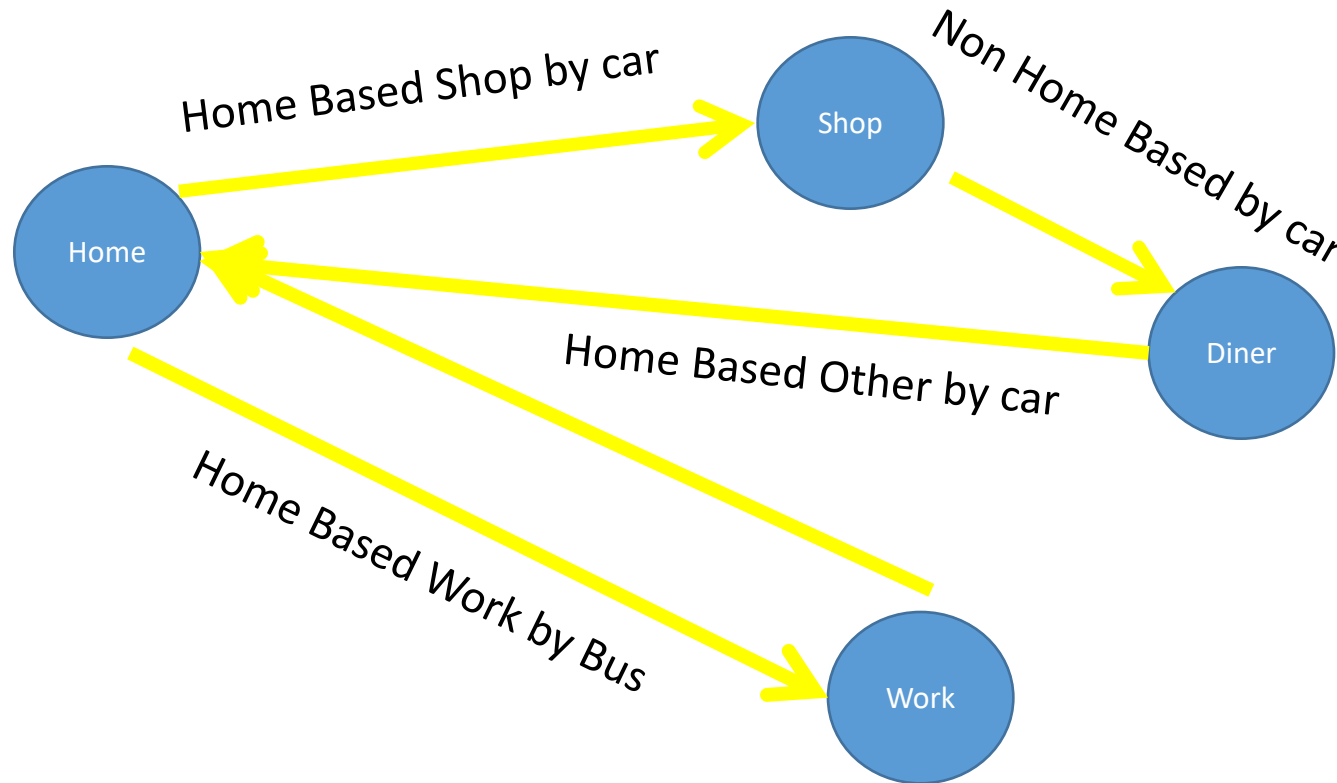 Home Based Shop by car
Shop
Non Home Based by car
Home
Home Based Other by car
Diner
Home Based Work by Bus
Work